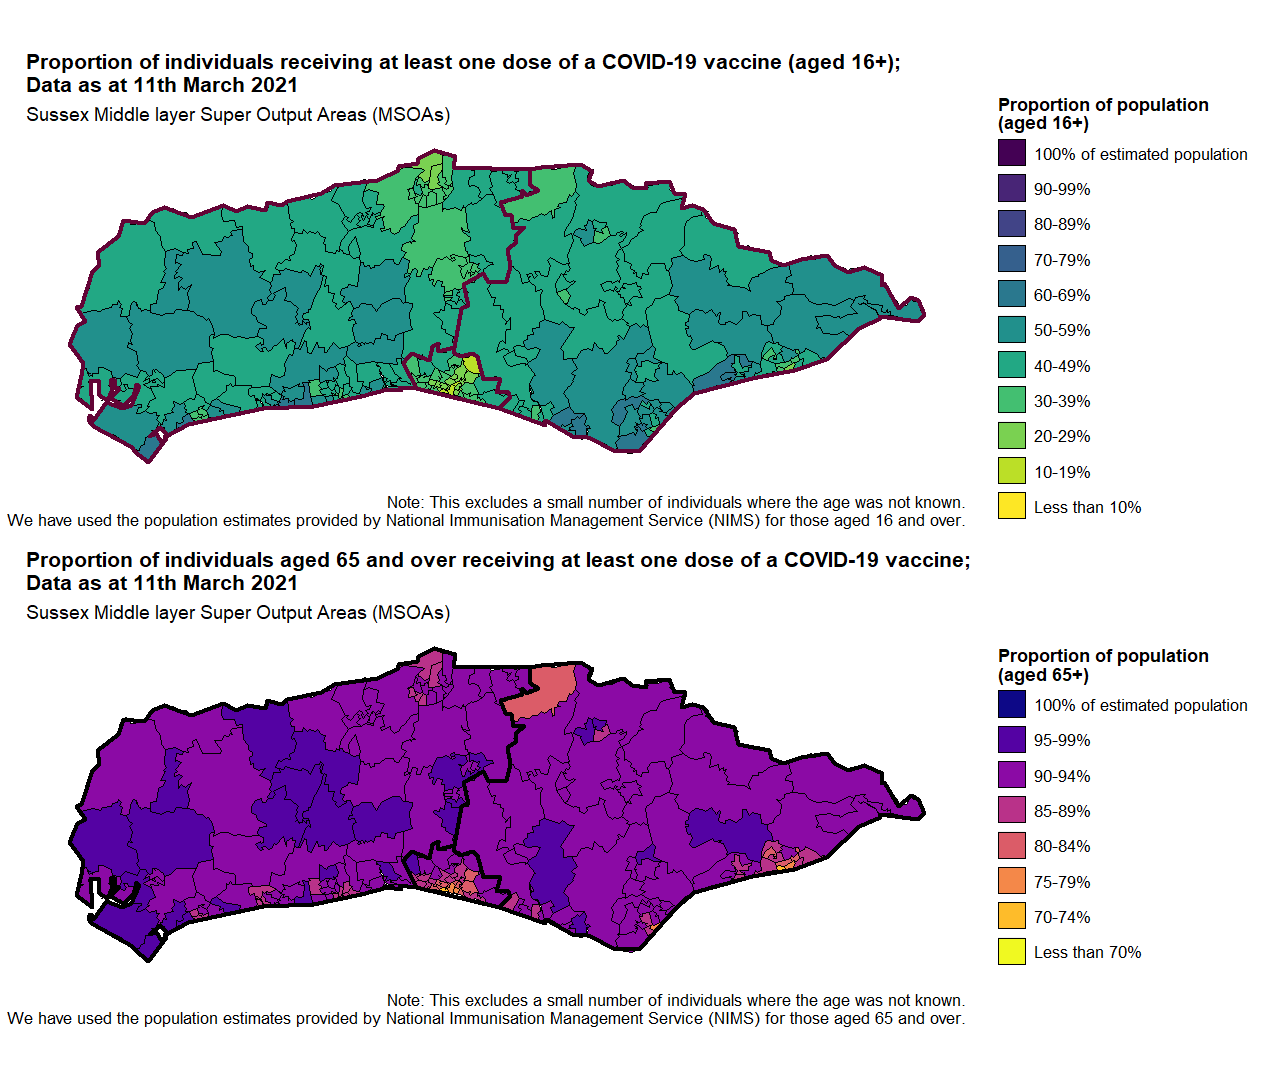 Proportion of individuals receiving at least one dose of a COVID-19 vaccine (aged 16+);
Data as at 11th March 2021
Sussex Middle layer Super Output Areas (MSOAs)
Proportion of population
(aged 16+)
100% of estimated population
90-99%
80-89%
70-79%
60-69%
50-59%
40-49%
30-39%
20-29%
10-19%
Less than 10%
Note: This excludes a small number of individuals where the age was not known.
We have used the population estimates provided by National Immunisation Management Service (NIMS) for those aged 16 and over.
Proportion of individuals aged 65 and over receiving at least one dose of a COVID-19 vaccine;
Data as at 11th March 2021
Sussex Middle layer Super Output Areas (MSOAs)
Proportion of population
(aged 65+)
100% of estimated population
95-99%
90-94%
85-89%
80-84%
75-79%
70-74%
Less than 70%
Note: This excludes a small number of individuals where the age was not known.
We have used the population estimates provided by National Immunisation Management Service (NIMS) for those aged 65 and over.